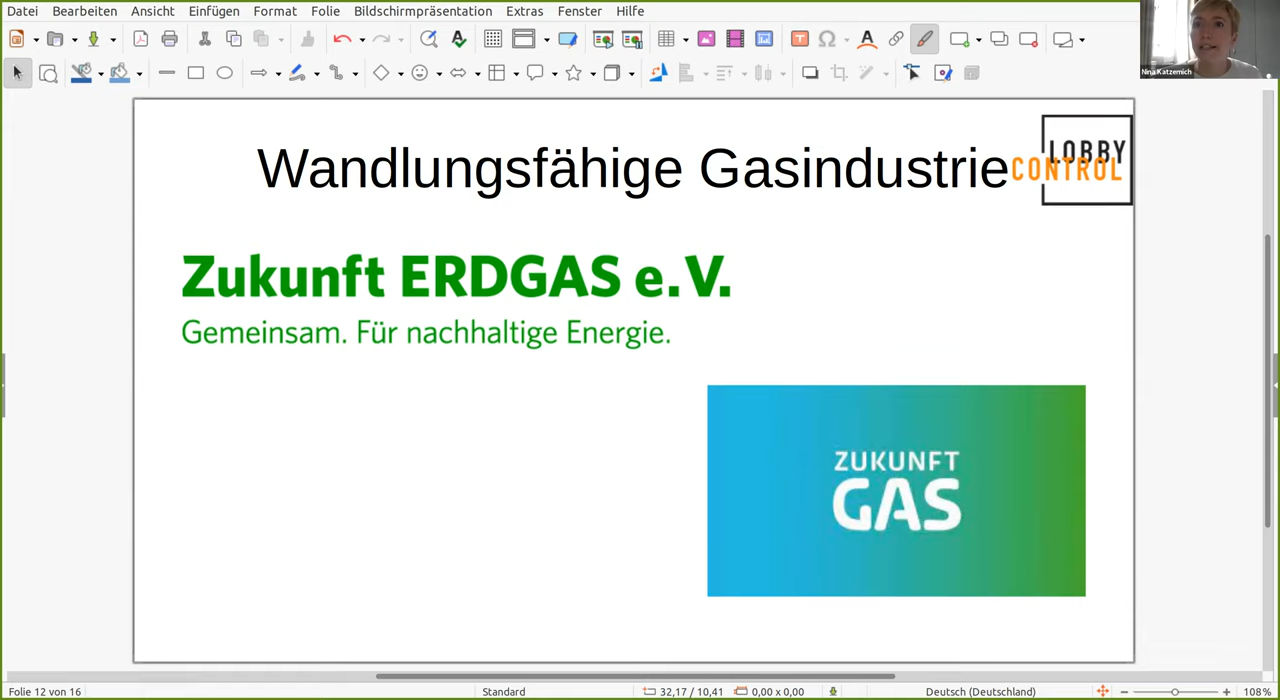 Datei Bearbeiten Ansicht Einfügen Format Folie Bildschirmpräsentation Extras Fenster Hilfe
Nina Katzemich
Wandlungsfähige Gasindustrie
LOBBY
CONTROL
Zukunft ERDGAS e.V.
Gemeinsam. Für nachhaltige Energie.
ZUKUNFT
GAS
Folie 12 von 16 Standard 32,17 / 10,41 0,00 x 0,00 Deutsch (Deutschland) 108%